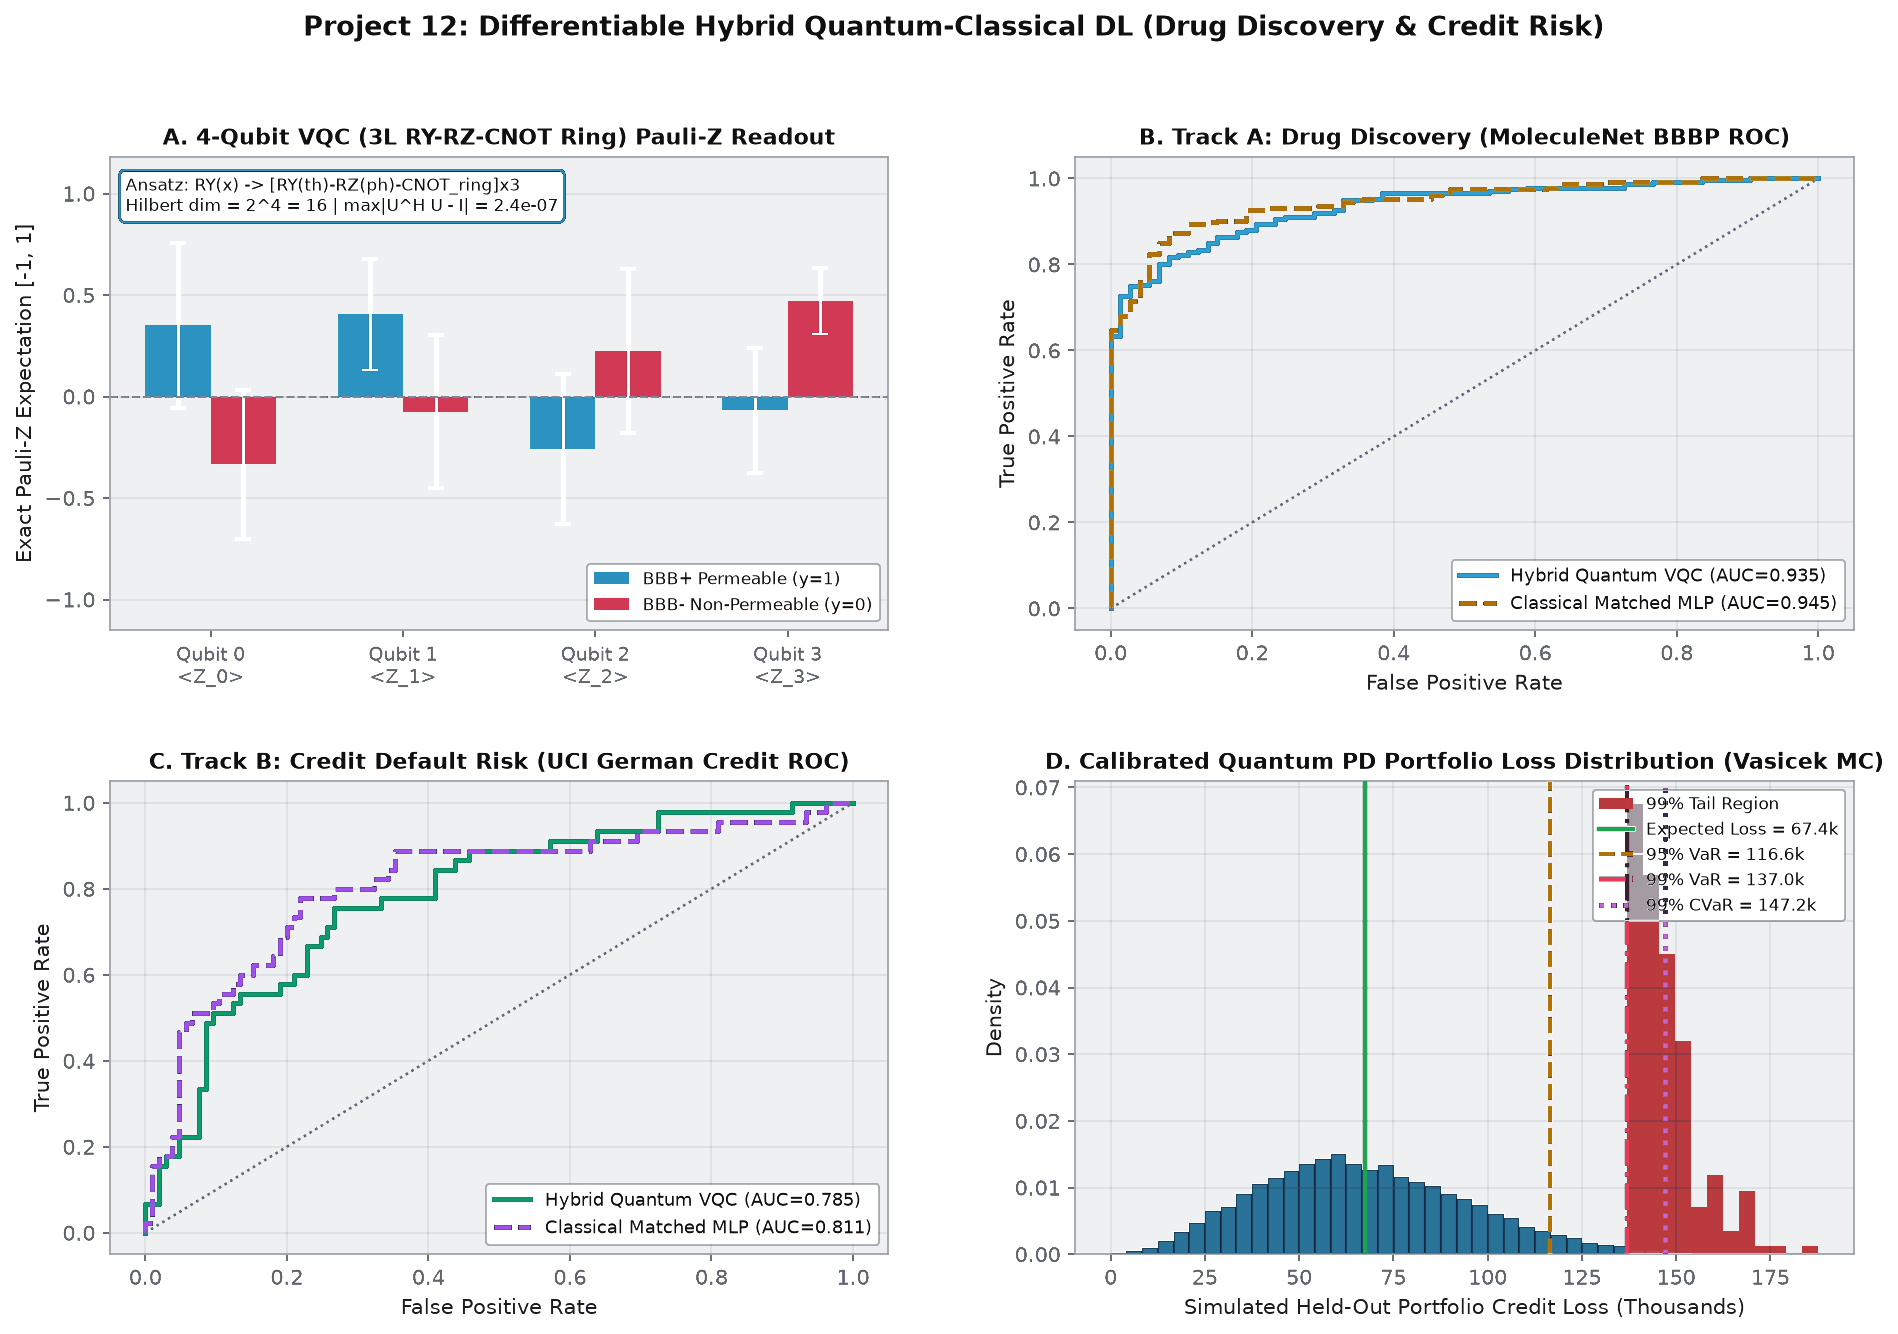 Project 12: Differentiable Hybrid Quantum-Classical DL (Drug Discovery & Credit Risk)
A. 4-Qubit VQC (3L RY-RZ-CNOT Ring) Pauli-Z Readout
Ansatz: RY(x) -> [RY(th)-RZ(ph)-CNOT_ring]x3
Hilbert dim = 2^4 = 16 | max|U^H U - I| = 2.4e-07
Exact Pauli-Z Expectation [-1, 1]
1.0
0.5
0.0
−0.5
−1.0
BBB+ Permeable (y=1)
BBB- Non-Permeable (y=0)
Qubit 0
<Z_0>
Qubit 1
<Z_1>
Qubit 2
<Z_2>
Qubit 3
<Z_3>
B. Track A: Drug Discovery (MoleculeNet BBBP ROC)
True Positive Rate
1.0
0.8
0.6
0.4
0.2
0.0
Hybrid Quantum VQC (AUC=0.935)
Classical Matched MLP (AUC=0.945)
0.0 0.2 0.4 0.6 0.8 1.0
False Positive Rate
C. Track B: Credit Default Risk (UCI German Credit ROC)
True Positive Rate
1.0
0.8
0.6
0.4
0.2
0.0
Hybrid Quantum VQC (AUC=0.785)
Classical Matched MLP (AUC=0.811)
0.0 0.2 0.4 0.6 0.8 1.0
False Positive Rate
D. Calibrated Quantum PD Portfolio Loss Distribution (Vasicek MC)
Density
0.07
0.06
0.05
0.04
0.03
0.02
0.01
0.00
99% Tail Region
Expected Loss = 67.4k
95% VaR = 116.6k
99% VaR = 137.0k
99% CVaR = 147.2k
0 25 50 75 100 125 150 175
Simulated Held-Out Portfolio Credit Loss (Thousands)